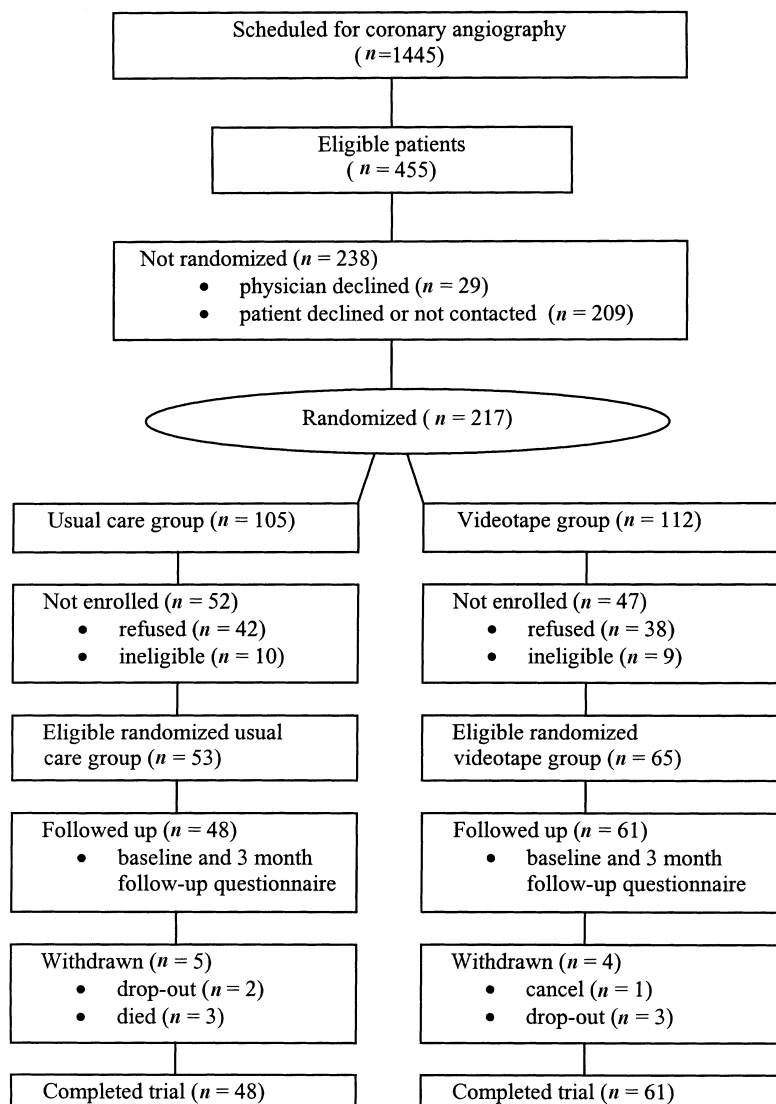 Scheduled for coronary angiography
(n=1445)
Eligible patients
(n = 455)
Not randomized (n = 238)
• physician declined (n = 29)
• patient declined or not contacted (n = 209)
Randomized (n = 217)
Usual care group (n = 105)
Not enrolled (n = 52)
• refused (n = 42)
• ineligible (n = 10)
Eligible randomized usual
care group (n = 53)
Followed up (n = 48)
• baseline and 3 month
follow-up questionnaire
Withdrawn (n = 5)
• drop-out (n = 2)
• died (n = 3)
Completed trial (n = 48)
Videotape group (n = 112)
Not enrolled (n = 47)
• refused (n = 38)
• ineligible (n = 9)
Eligible randomized
videotape group (n = 65)
Followed up (n = 61)
• baseline and 3 month
follow-up questionnaire
Withdrawn (n = 4)
• cancel (n = 1)
• drop-out (n = 3)
Completed trial (n = 61)